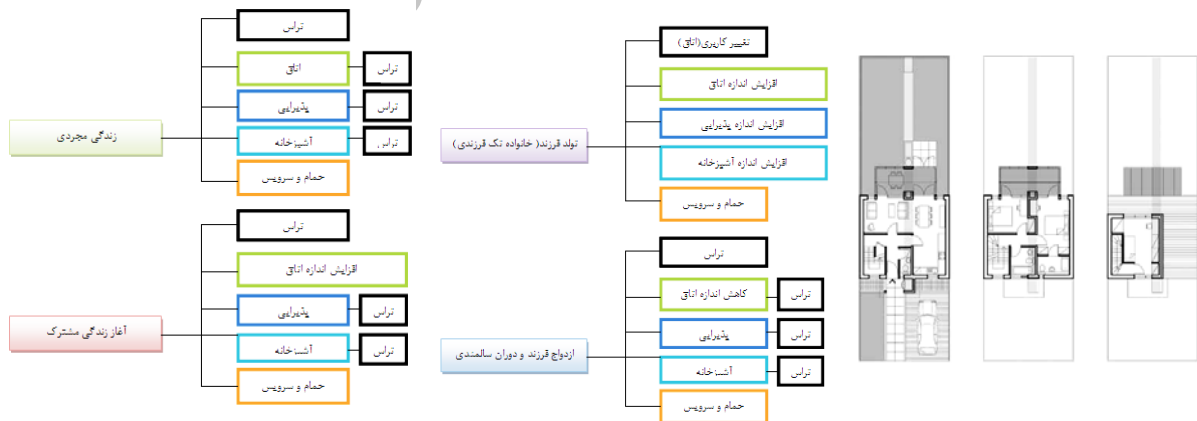 زندگی مجردی
تراس
اتاق
تراس
پذیرایی
تراس
آشپزخانه
تراس
حمام و سرویس
آغاز زندگی مشترک
تراس
افزایش اندازه اتاق
پذیرایی
تراس
آشپزخانه
تراس
حمام و سرویس
تولد فرزند( خانواده تک فرزندی)
تغییر کاربری(اتاق)
افزایش اندازه اتاق
افزایش اندازه پذیرایی
افزایش اندازه آشپزخانه
حمام و سرویس
ازدواج فرزند و دوران سالمندی
تراس
کاهش اندازه اتاق
تراس
پذیرایی
تراس
آشپزخانه
تراس
حمام و سرویس